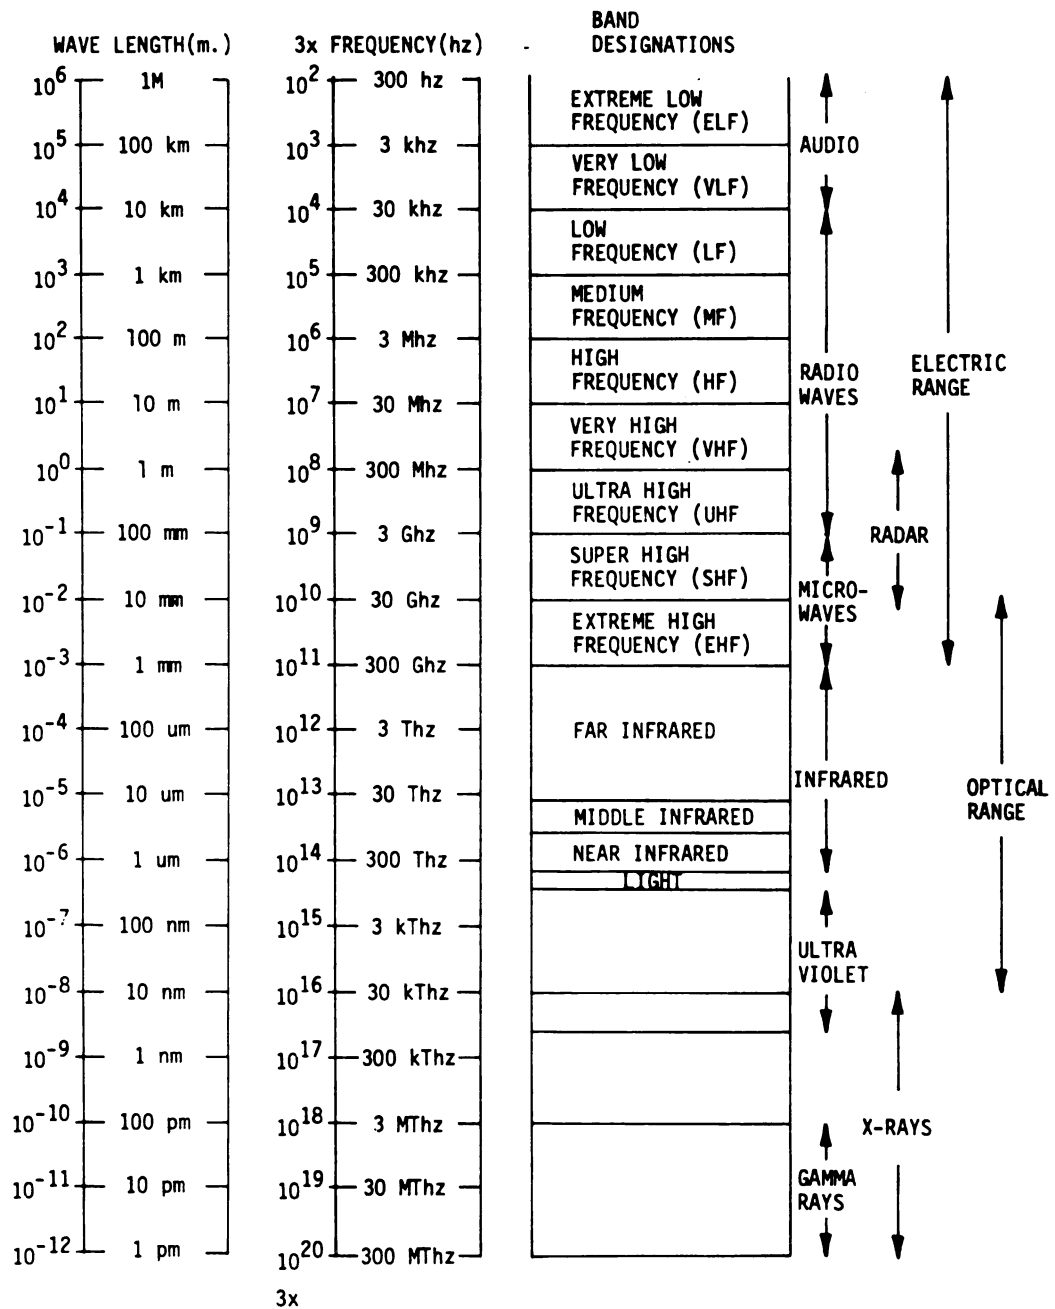 BAND
WAVE LENGTH(m.) 3x FREQUENCY(hz) DESIGNATIONS
10^6 1M 10^2 300 hz
EXTREME LOW
FREQUENCY (ELF)
10^5 100 km 10^3 3 khz AUDIO
VERY LOW
FREQUENCY (VLF)
10^4 10 km 10^4 30 khz
LOW
FREQUENCY (LF)
10^3 1 km 10^5 300 khz
MEDIUM
FREQUENCY (MF)
10^2 100 m 10^6 3 Mhz
HIGH
FREQUENCY (HF)
RADIO
WAVES
ELECTRIC
RANGE
10^1 10 m 10^7 30 Mhz
VERY HIGH
FREQUENCY (VHF)
10^0 1 m 10^8 300 Mhz
ULTRA HIGH
FREQUENCY (UHF
10^-1 100 mm 10^9 3 Ghz RADAR
SUPER HIGH
FREQUENCY (SHF)
10^-2 10 mm 10^10 30 Ghz
MICRO-
WAVES
EXTREME HIGH
FREQUENCY (EHF)
10^-3 1 mm 10^11 300 Ghz
10^-4 100 um 10^12 3 Thz FAR INFRARED
INFRARED
OPTICAL
RANGE
10^-5 10 um 10^13 30 Thz
MIDDLE INFRARED
10^-6 1 um 10^14 300 Thz NEAR INFRARED
LIGHT
10^-7 100 nm 10^15 3 kThz
ULTRA
VIOLET
10^-8 10 nm 10^16 30 kThz
10^-9 1 nm 10^17 300 kThz
10^-10 100 pm 10^18 3 MThz X-RAYS
10^-11 10 pm 10^19 30 MThz
GAMMA
RAYS
10^-12 1 pm 10^20 300 MThz
3x